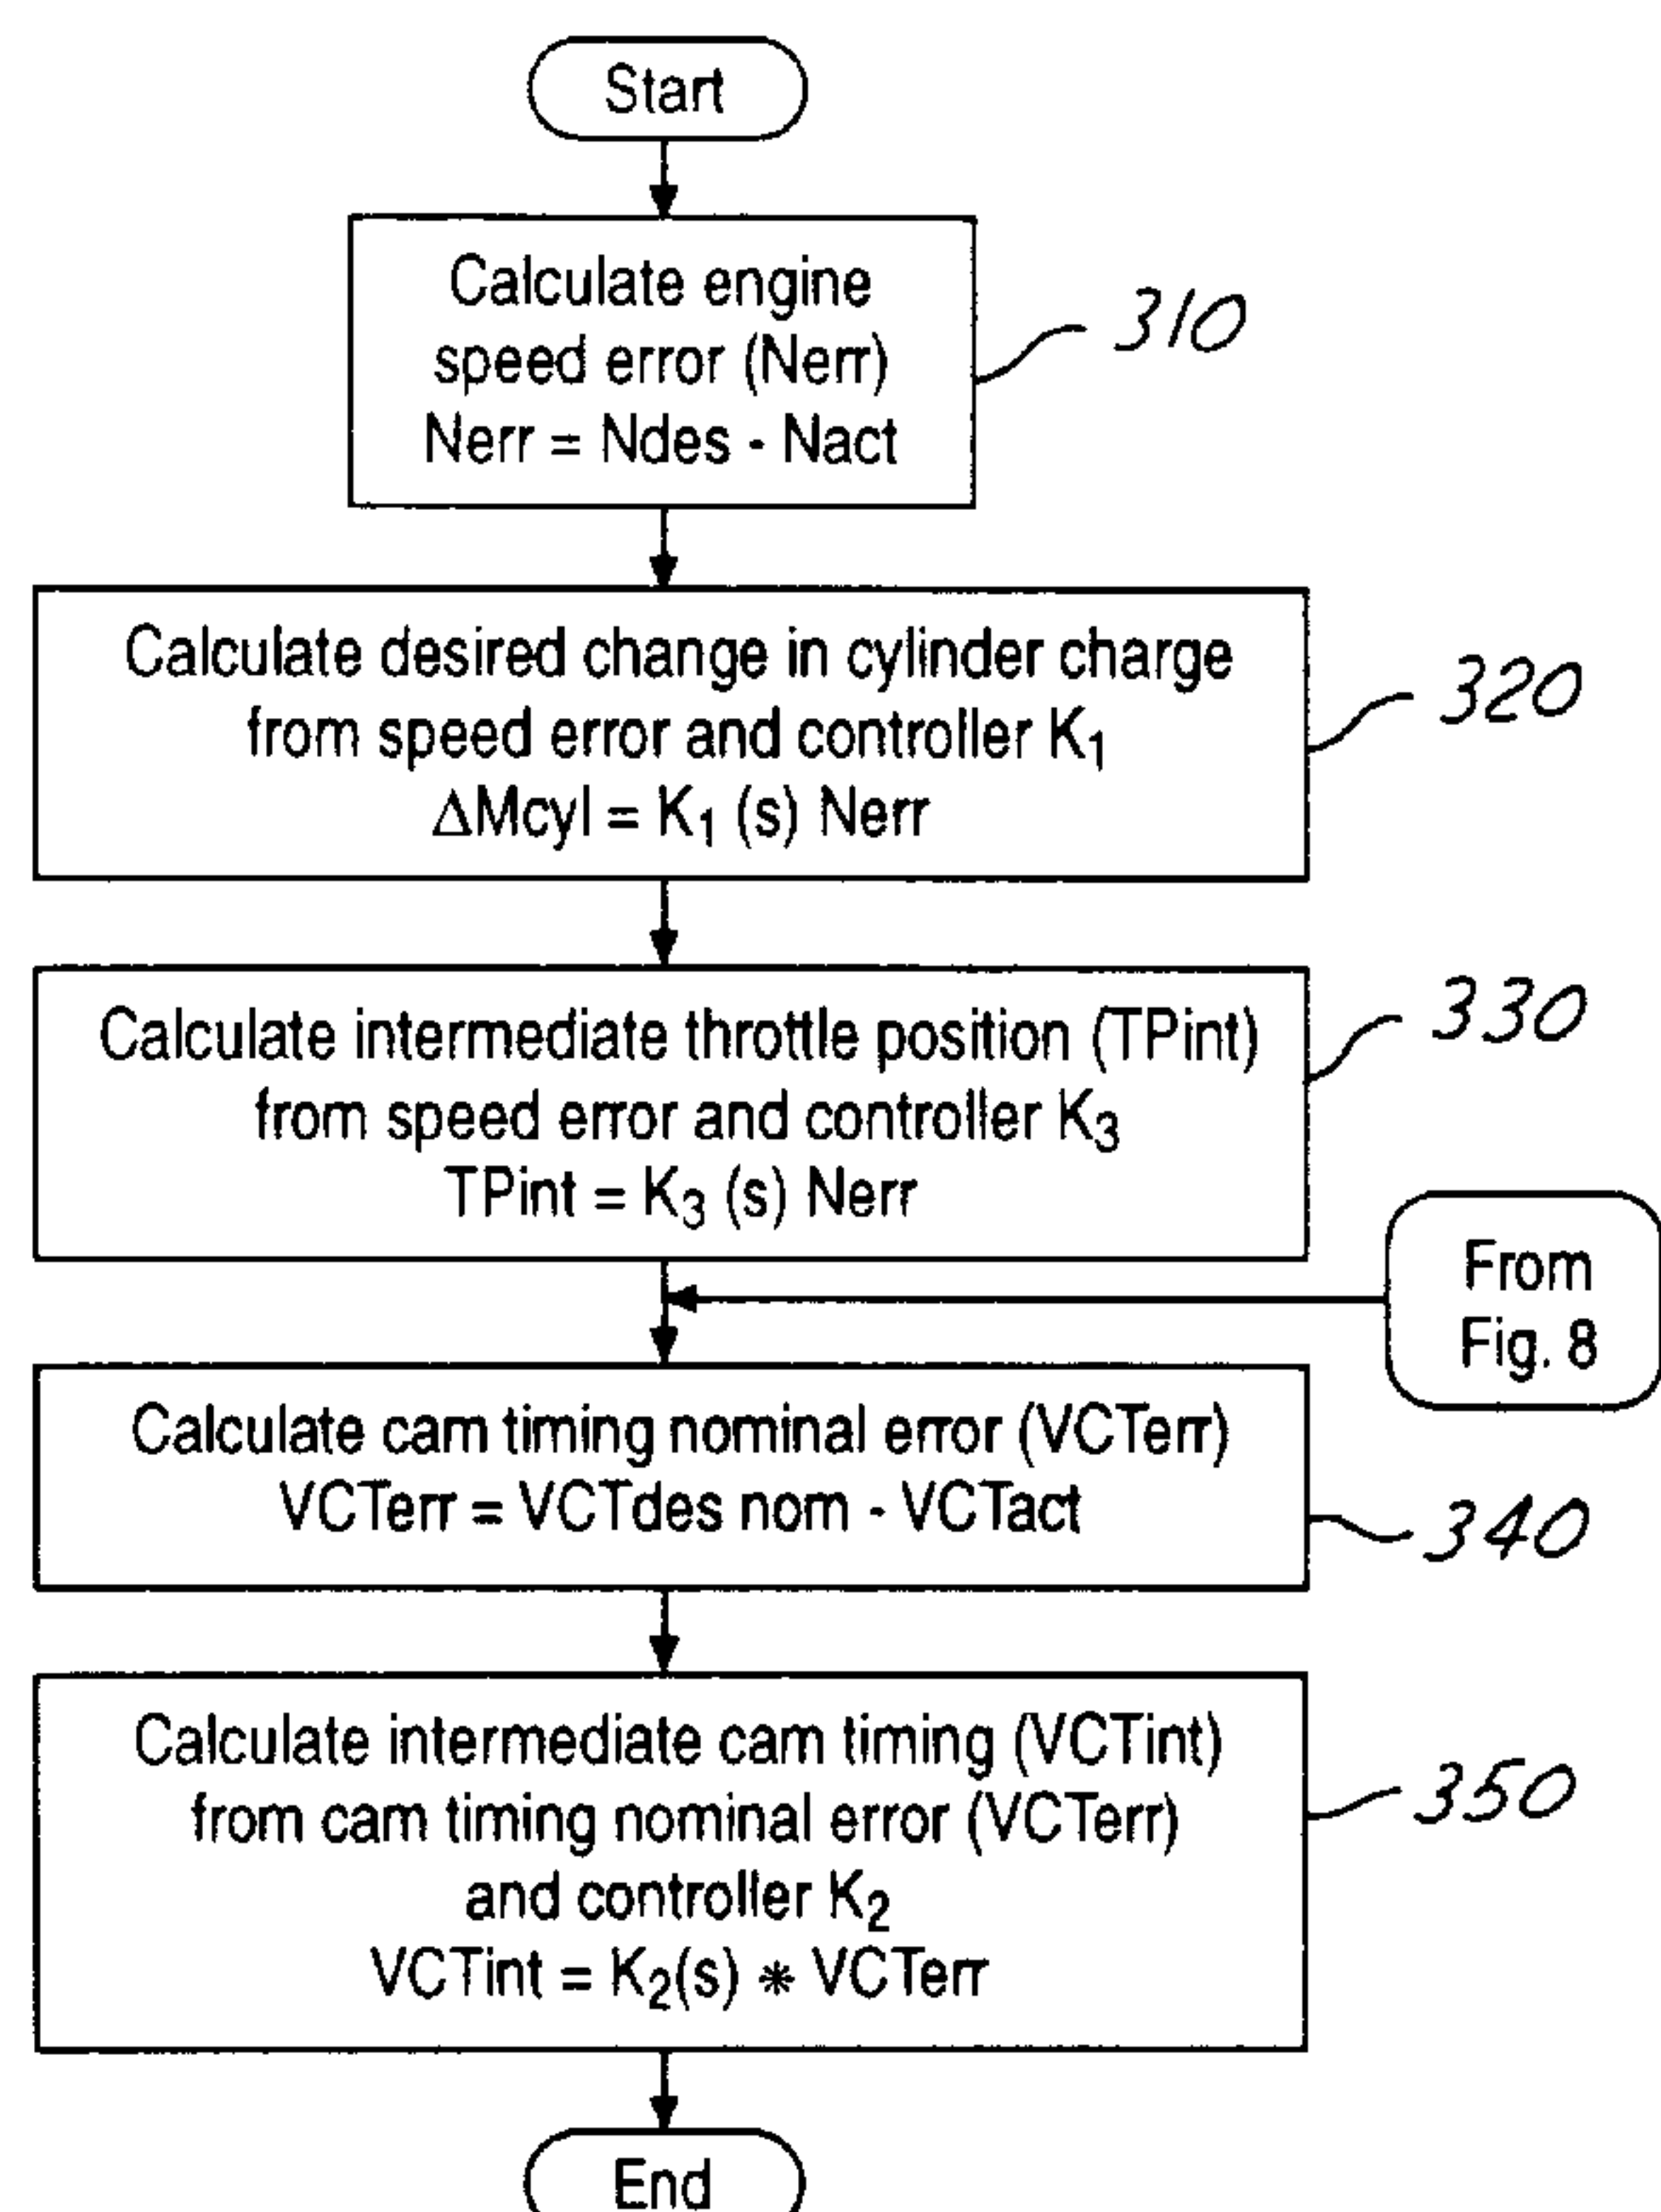 Start
Calculate engine
speed error (Nerr)
Nerr = Ndes - Nact
310
Calculate desired change in cylinder charge
from speed error and controller K₁
ΔMcyl = K₁ (s) Nerr
320
Calculate intermediate throttle position (TPint)
from speed error and controller K₃
TPint = K₃ (s) Nerr
330
From
Fig. 8
Calculate cam timing nominal error (VCTerr)
VCTerr = VCTdes nom - VCTact
340
Calculate intermediate cam timing (VCTint)
from cam timing nominal error (VCTerr)
and controller K₂
VCTint = K₂(s) * VCTerr
350
End